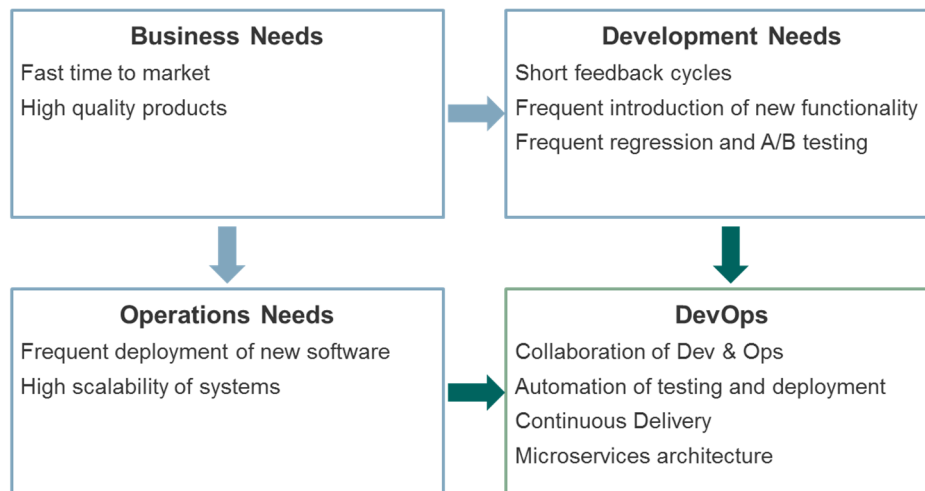 Business Needs
Fast time to market
High quality products
Development Needs
Short feedback cycles
Frequent introduction of new functionality
Frequent regression and A/B testing
Operations Needs
Frequent deployment of new software
High scalability of systems
DevOps
Collaboration of Dev & Ops
Automation of testing and deployment
Continuous Delivery
Microservices architecture